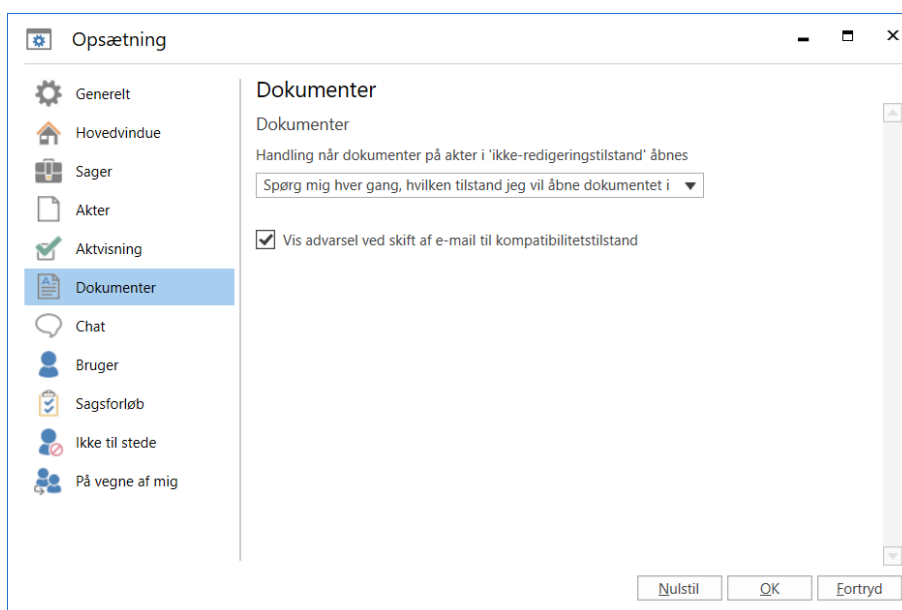 Opsætning
Generelt
Hovedvindue
Sager
Akter
Aktvisning
Dokumenter
Chat
Bruger
Sagsforløb
Ikke til stede
På vegne af mig
Dokumenter
Dokumenter
Handling når dokumenter på akter i 'ikke-redigeringstilstand' åbnes
Spørg mig hver gang, hvilken tilstand jeg vil åbne dokumentet i
Vis advarsel ved skift af e-mail til kompatibilitetstilstand
Nulstil
OK
Fortryd